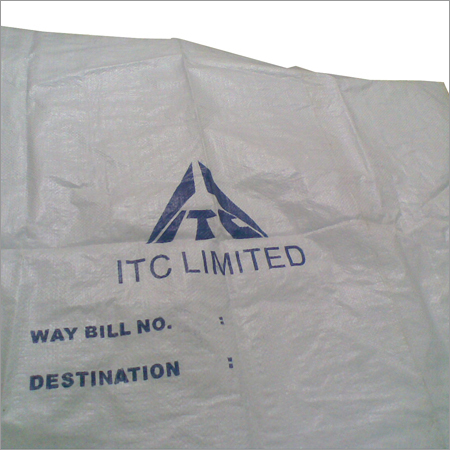 ITC
ITC LIMITED
WAY BILL NO. :
DESTINATION :